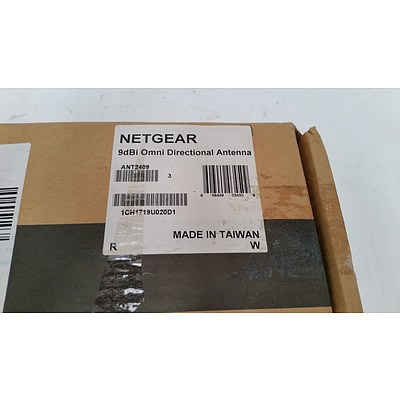 NETGEAR
9dBi Omni Directional Antenna
ANT2409
3
1CH1719U020D1
MADE IN TAIWAN
R W